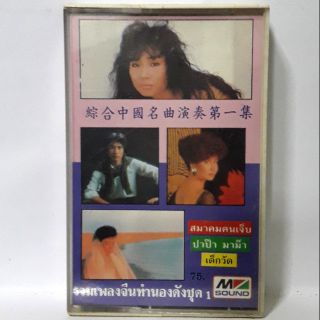 綜合中國名曲演奏第一集
สมาคมคนเจ็บ
ปาป๊า มาม๊า
เด็กวัด
75.
รวมเพลงจีนทำนองดังชุด 1
MS SOUND